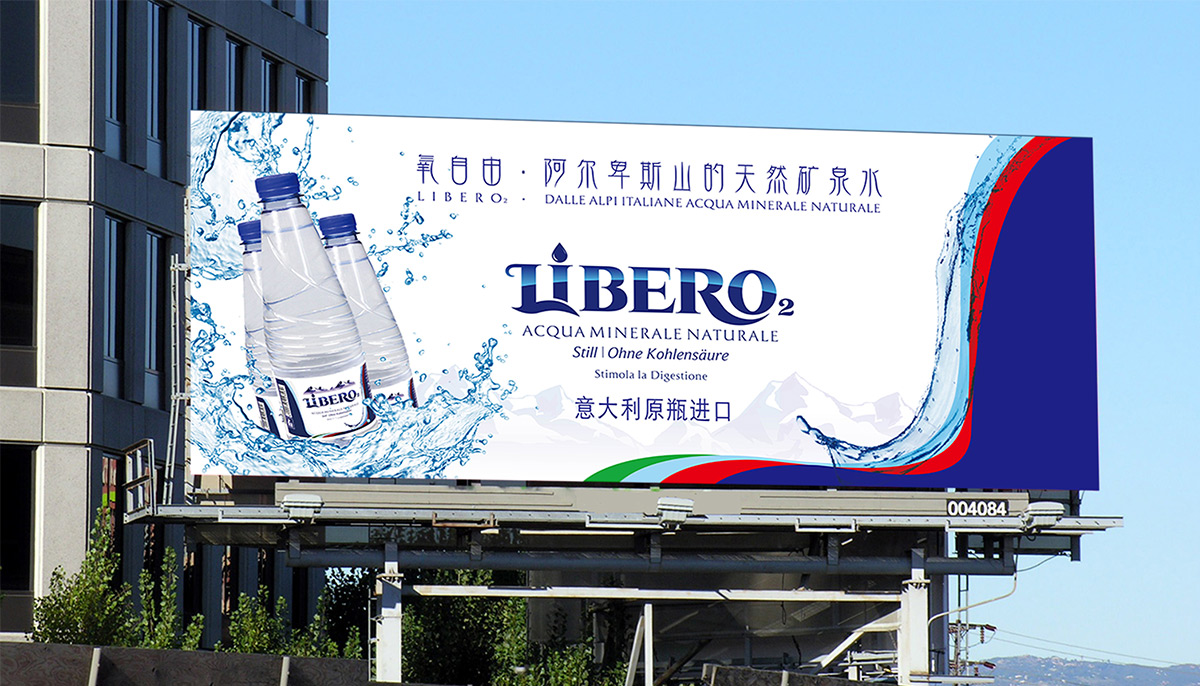 氧自由·阿尔卑斯山的天然矿泉水
LIBERO₂ · DALLE ALPI ITALIANE ACQUA MINERALE NATURALE
LIBERO₂
ACQUA MINERALE NATURALE
Still | Ohne Kohlensäure
Stimola la Digestione
意大利原瓶进口
LIBERO₂
004084